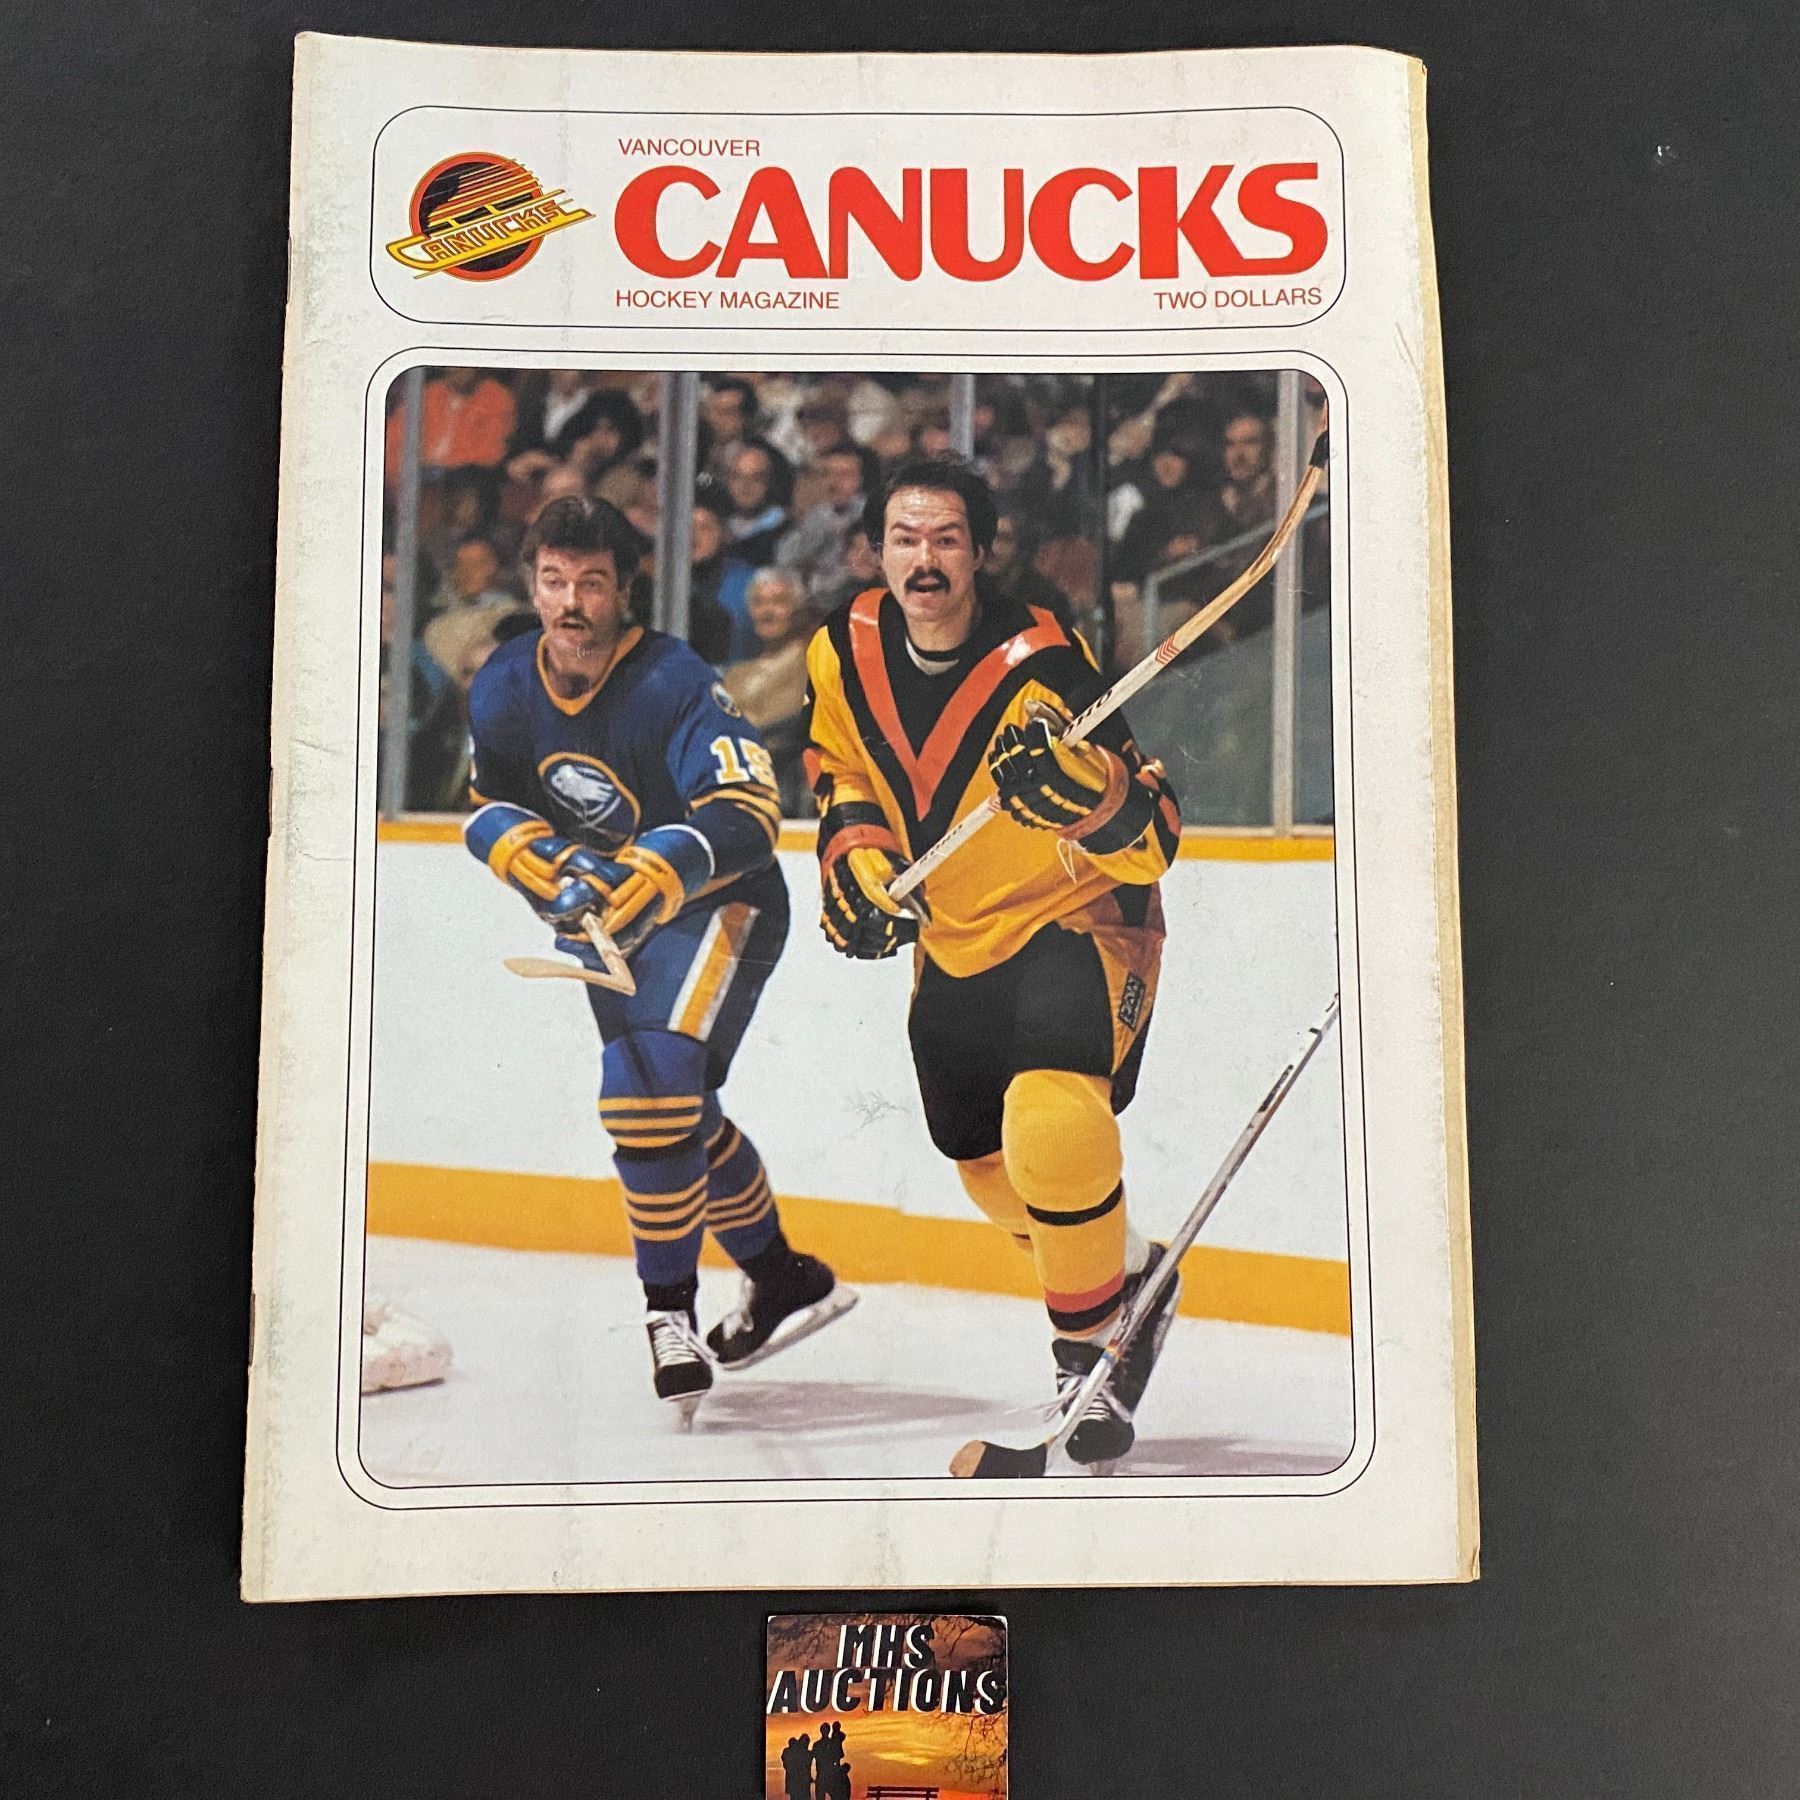 VANCOUVER
CANUCKS
CANUCKS
HOCKEY MAGAZINE
TWO DOLLARS
MHS
AUCTIONS